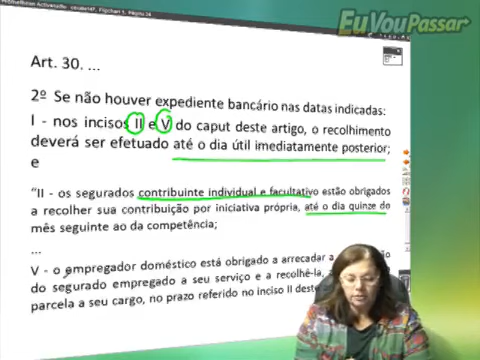 EuVouPassar
Art. 30. ...
2º Se não houver expediente bancário nas datas indicadas:
I - nos incisos II e V do caput deste artigo, o recolhimento
deverá ser efetuado até o dia útil imediatamente posterior;
e
"II - os segurados contribuinte individual e facultativo estão obrigados
a recolher sua contribuição por iniciativa própria, até o dia quinze do
mês seguinte ao da competência;
...
V - o empregador doméstico está obrigado a arrecadar a
do segurado empregado a seu serviço e a recolhê-la,
parcela a seu cargo, no prazo referido no inciso II deste